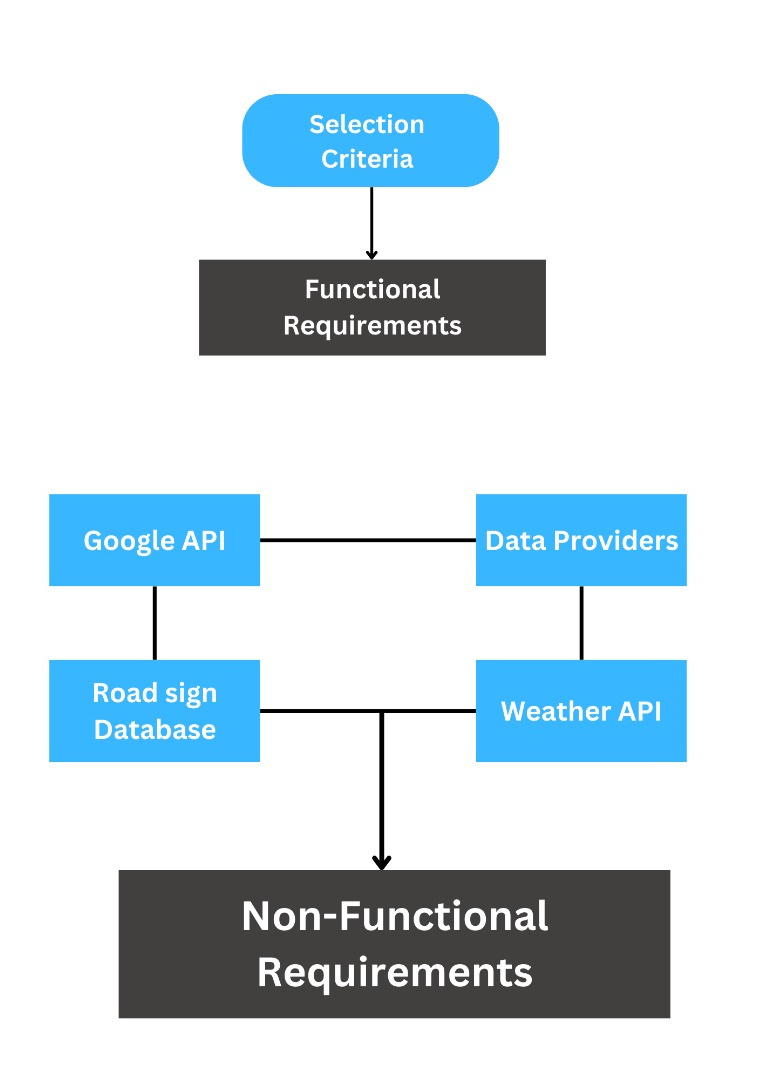 Selection
Criteria
Functional
Requirements
Google API
Data Providers
Road sign
Database
Weather API
Non-Functional
Requirements